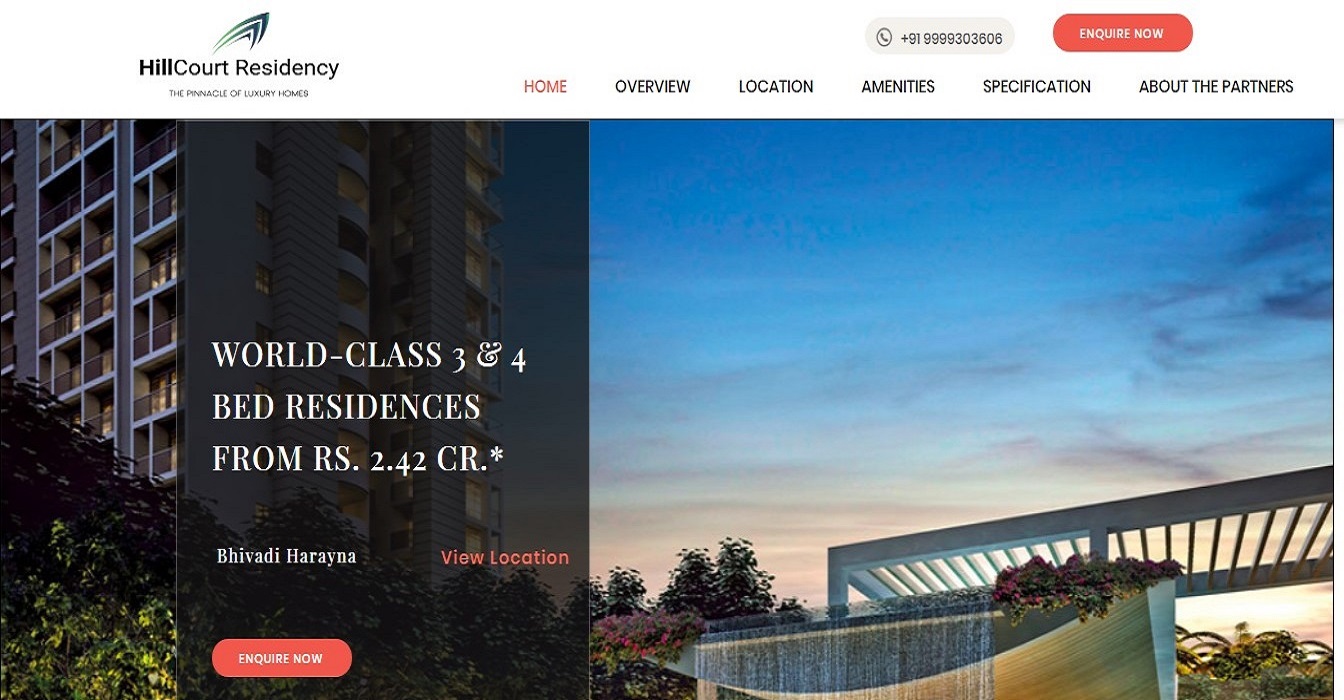 HillCourt Residency
THE PINNACLE OF LUXURY HOMES
+91 9999303606
ENQUIRE NOW
HOME OVERVIEW LOCATION AMENITIES SPECIFICATION ABOUT THE PARTNERS
WORLD-CLASS 3 & 4
BED RESIDENCES
FROM RS. 2.42 CR.*
Bhivadi Harayna
View Location
ENQUIRE NOW